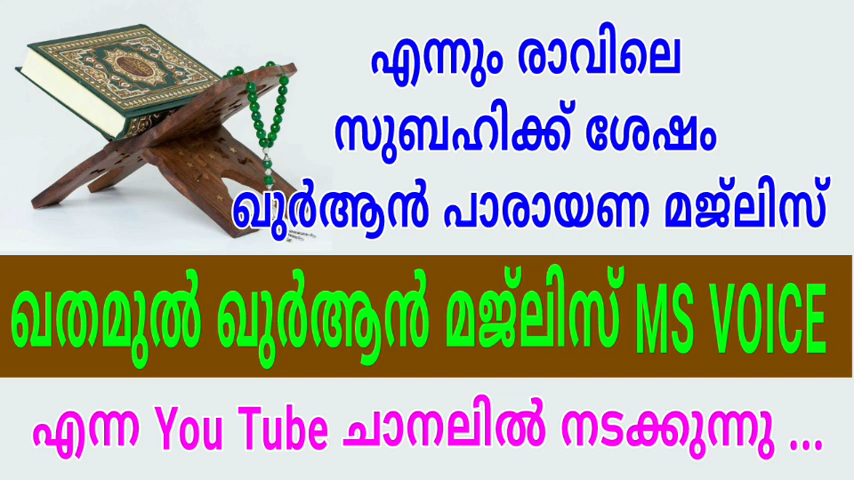 എന്നും രാവിലെ
സുബഹിക്ക് ശേഷം
ഖുർആൻ പാരായണ മജ്‌ലിസ്
ഖതമുൽ ഖുർആൻ മജ്‌ലിസ് MS VOICE
എന്ന You Tube ചാനലിൽ നടക്കുന്നു ...